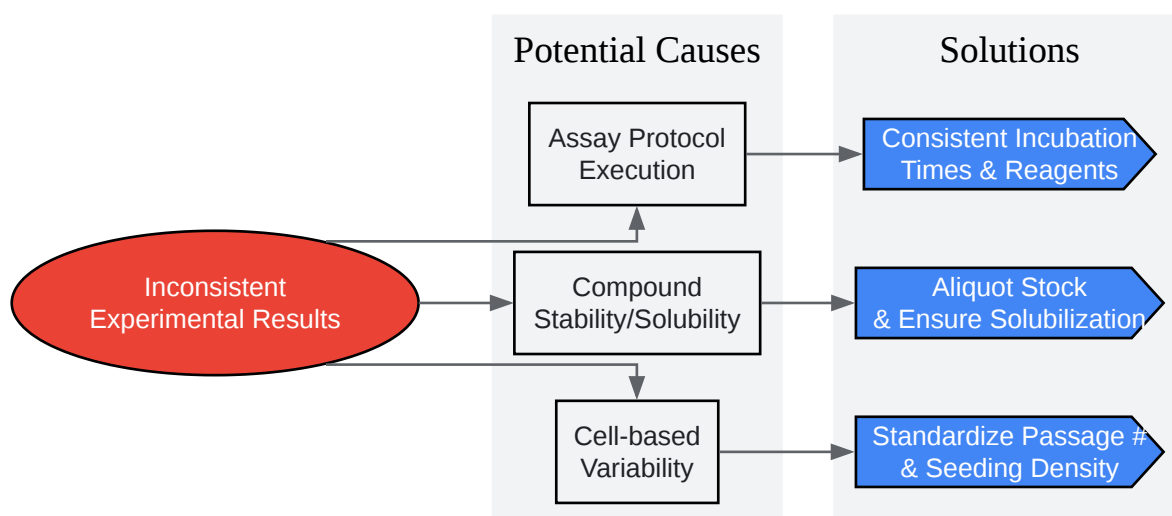 Potential Causes
Solutions
Assay Protocol
Execution
Consistent Incubation
Times & Reagents
Inconsistent
Experimental Results
Compound
Stability/Solubility
Aliquot Stock
& Ensure Solubilization
Cell-based
Variability
Standardize Passage #
& Seeding Density